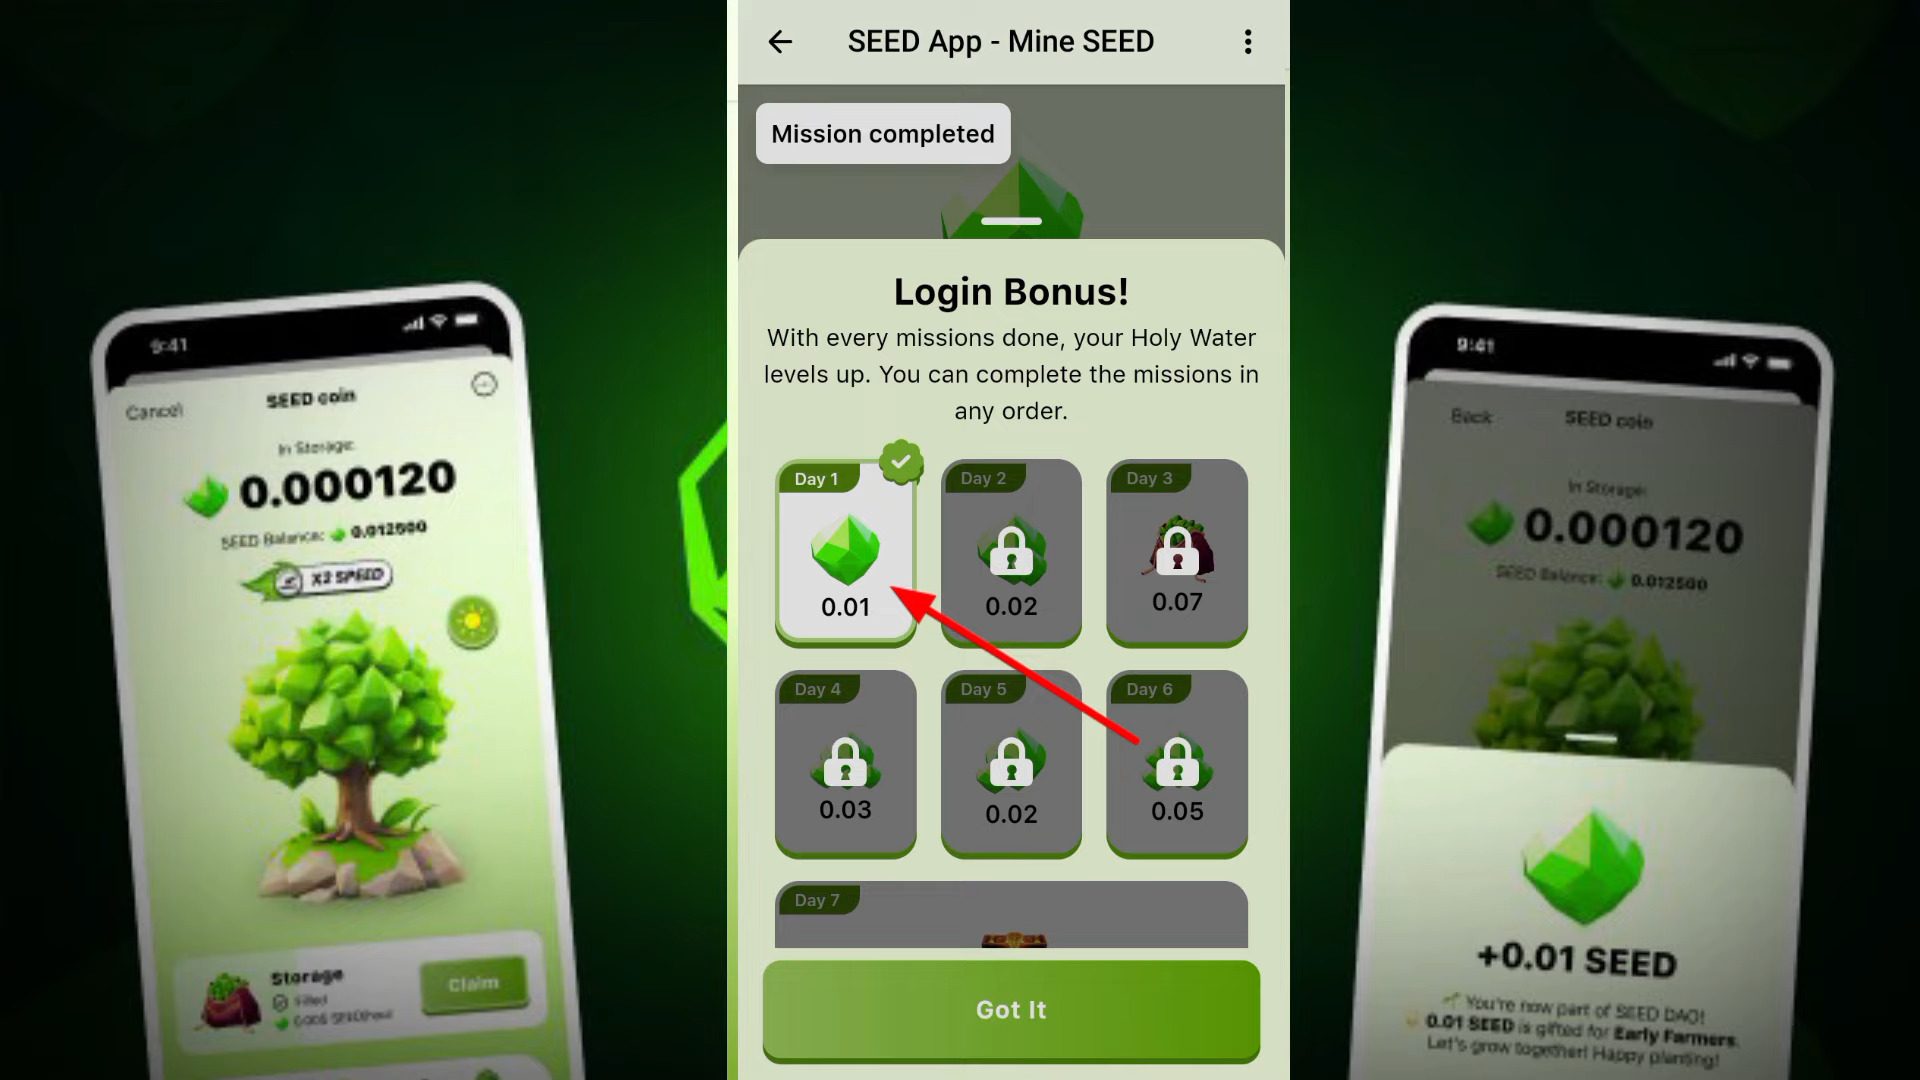 SEED App - Mine SEED
Mission completed
Login Bonus!
With every missions done, your Holy Water
levels up. You can complete the missions in
any order.
Day 1
0.01
Day 2
0.02
Day 3
0.07
Day 4
0.03
Day 5
0.02
Day 6
0.05
Day 7
Got It
9:41
Cancel
SEED coin
In Storage:
0.000120
SEED Balance: 0.012500
X2 SPEED
Storage
Filled
Claim
9:41
Back
SEED coin
In Storage:
0.000120
SEED Balance: 0.012500
+0.01 SEED
You're now part of SEED DAO!
0.01 SEED is gifted for Early Farmers.
Let's grow together! Happy planting!